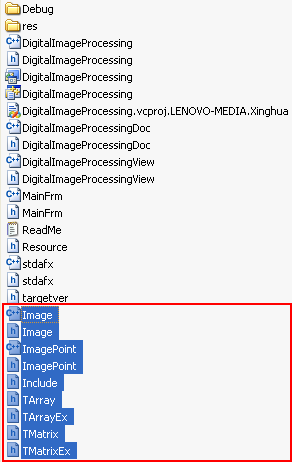 Debug
res
DigitalImageProcessing
DigitalImageProcessing
DigitalImageProcessing
DigitalImageProcessing
DigitalImageProcessing.vcproj.LENOVO-MEDIA.Xinghua
DigitalImageProcessingDoc
DigitalImageProcessingDoc
DigitalImageProcessingView
DigitalImageProcessingView
MainFrm
MainFrm
ReadMe
Resource
stdafx
stdafx
targetver
Image
Image
ImagePoint
ImagePoint
Include
TArray
TArrayEx
TMatrix
TMatrixEx